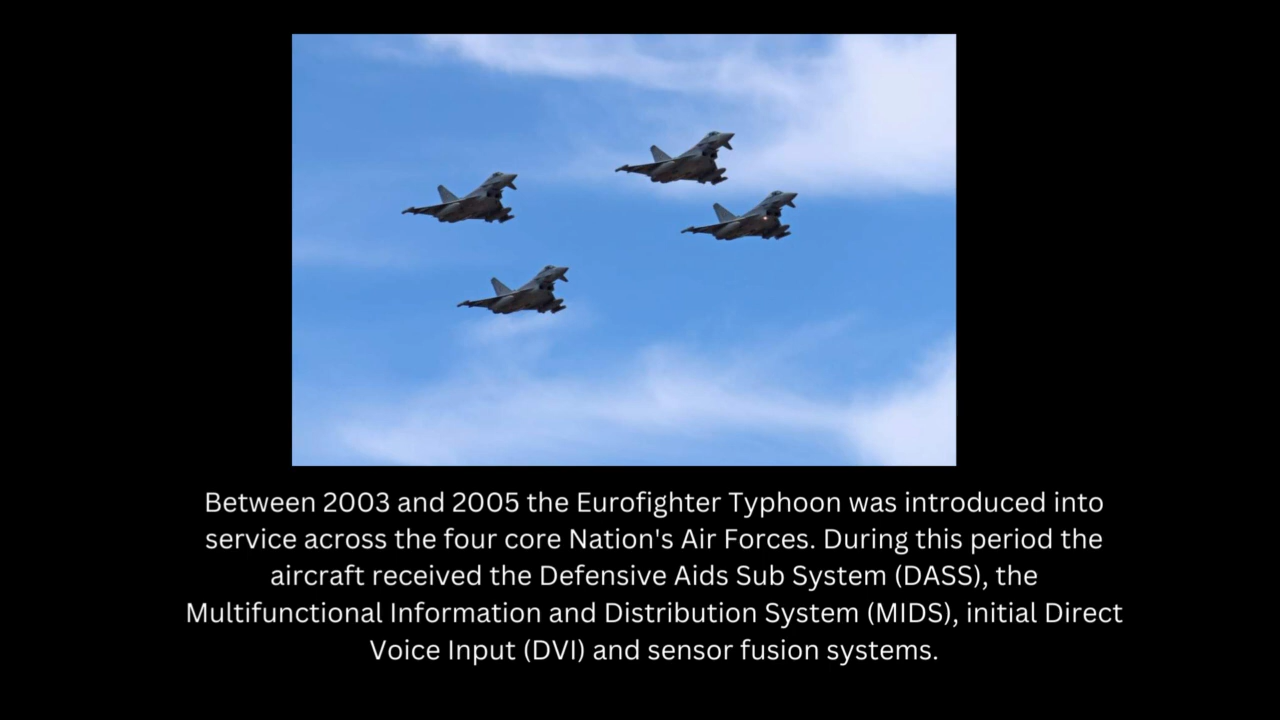 Between 2003 and 2005 the Eurofighter Typhoon was introduced into
service across the four core Nation's Air Forces. During this period the
aircraft received the Defensive Aids Sub System (DASS), the
Multifunctional Information and Distribution System (MIDS), initial Direct
Voice Input (DVI) and sensor fusion systems.